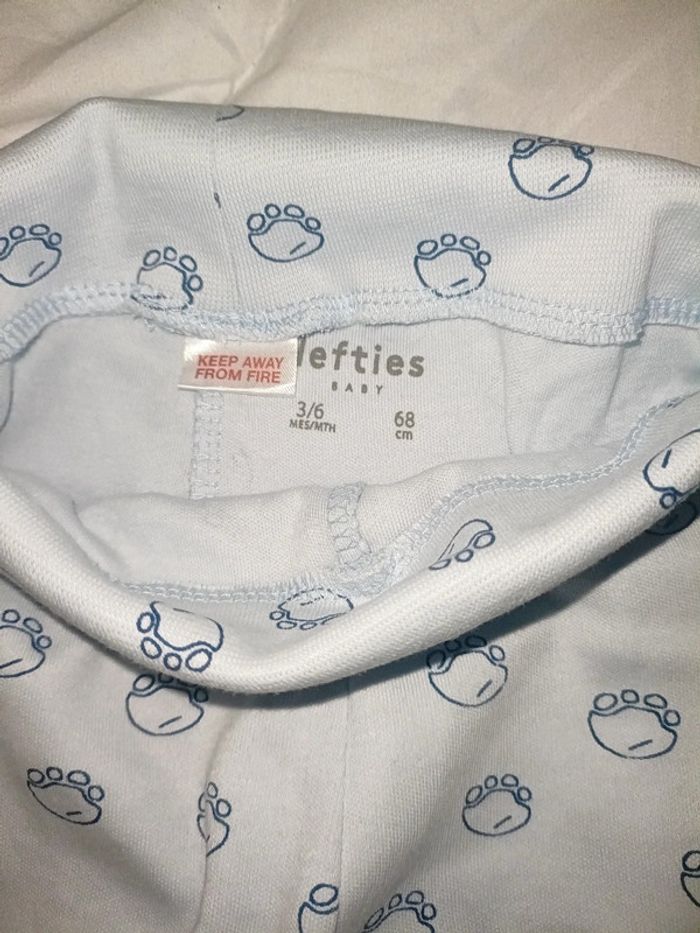 KEEP AWAY
FROM FIRE
lefties
BABY
3/6
MES/MTH
68
cm